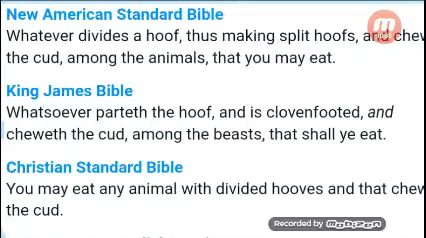 New American Standard Bible
Whatever divides a hoof, thus making split hoofs, and chew
the cud, among the animals, that you may eat.
King James Bible
Whatsoever parteth the hoof, and is clovenfooted, and
cheweth the cud, among the beasts, that shall ye eat.
Christian Standard Bible
You may eat any animal with divided hooves and that chew
the cud.
Recorded by mobizen